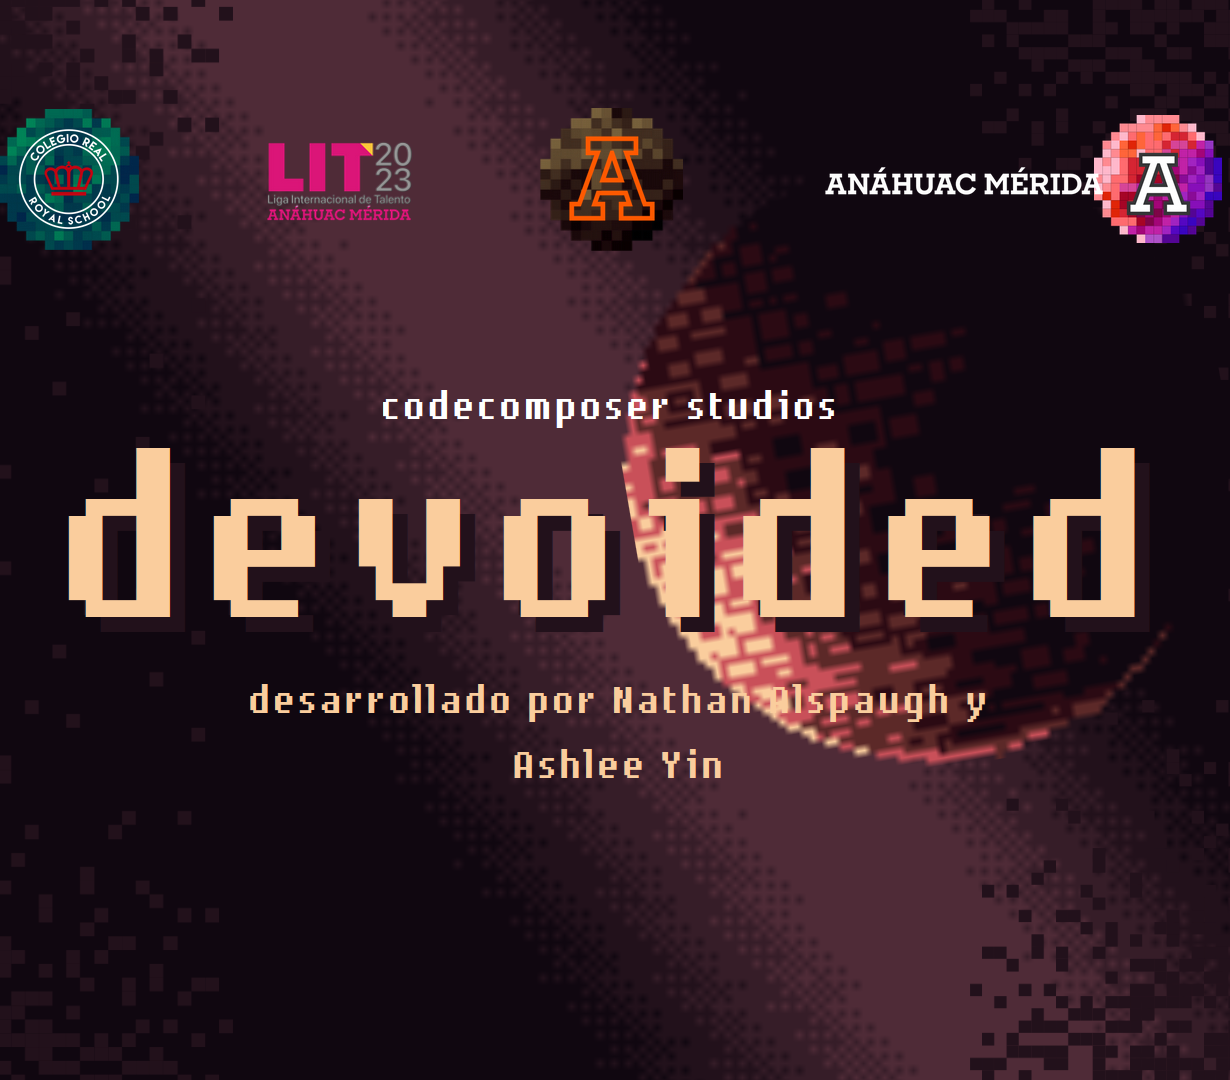 COLEGIO REAL
ROYAL SCHOOL
LIT 2023
Liga Internacional de Talento
ANÁHUAC MÉRIDA
A
ANÁHUAC MÉRIDA
A
codecomposer studios
devoided
desarrollado por Nathan Alspaugh y
Ashlee Yin